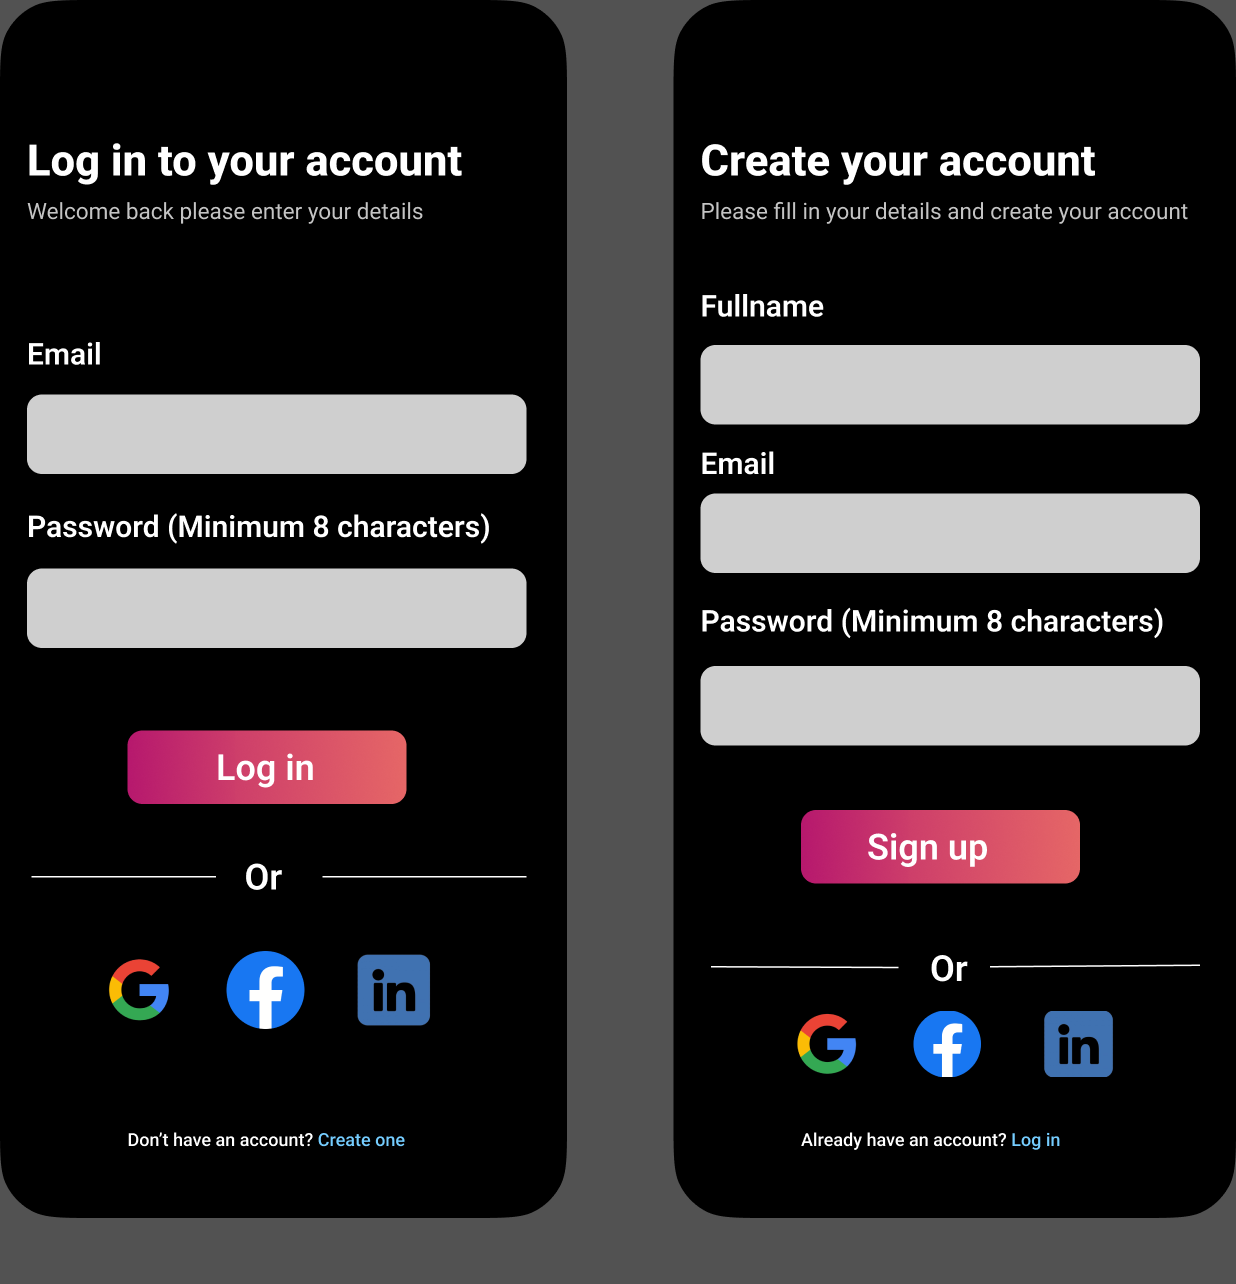 Log in to your account
Welcome back please enter your details
Email
Password (Minimum 8 characters)
Log in
Or
in
Don’t have an account? Create one
Create your account
Please fill in your details and create your account
Fullname
Email
Password (Minimum 8 characters)
Sign up
Or
in
Already have an account? Log in